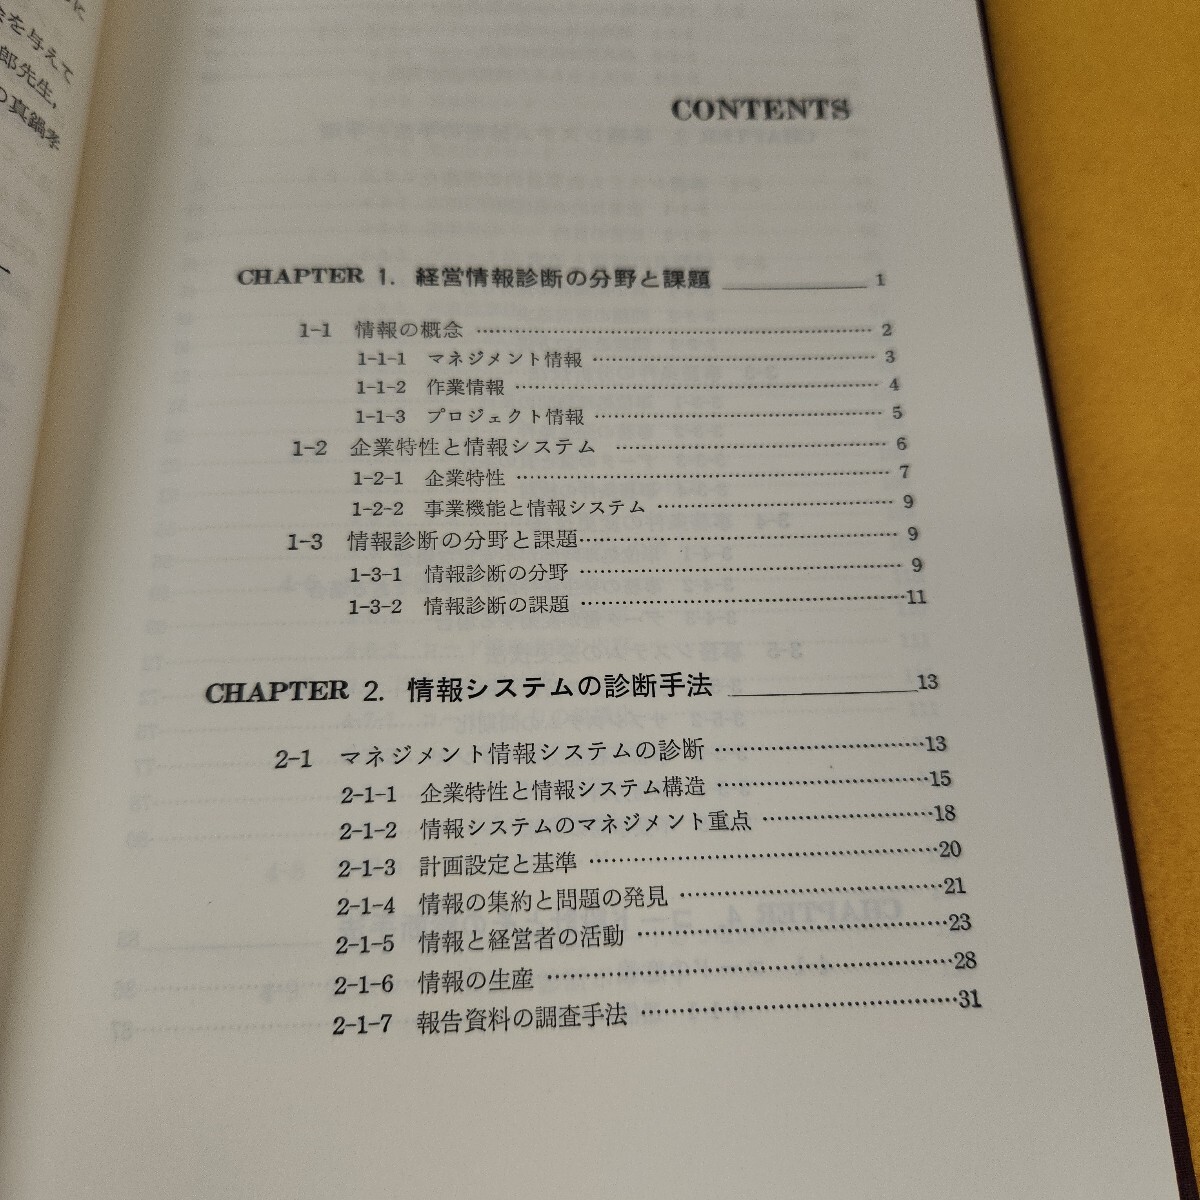 を与えて
郎先生,
の真鍋孝
CONTENTS
CHAPTER 1. 経営情報診断の分野と課題 1
1-1 情報の概念 2
1-1-1 マネジメント情報 3
1-1-2 作業情報 4
1-1-3 プロジェクト情報 5
1-2 企業特性と情報システム 6
1-2-1 企業特性 7
1-2-2 事業機能と情報システム 9
1-3 情報診断の分野と課題 9
1-3-1 情報診断の分野 9
1-3-2 情報診断の課題 11
CHAPTER 2. 情報システムの診断手法 13
2-1 マネジメント情報システムの診断 13
2-1-1 企業特性と情報システム構造 15
2-1-2 情報システムのマネジメント重点 18
2-1-3 計画設定と基準 20
2-1-4 情報の集約と問題の発見 21
2-1-5 情報と経営者の活動 23
2-1-6 情報の生産 28
2-1-7 報告資料の調査手法 31